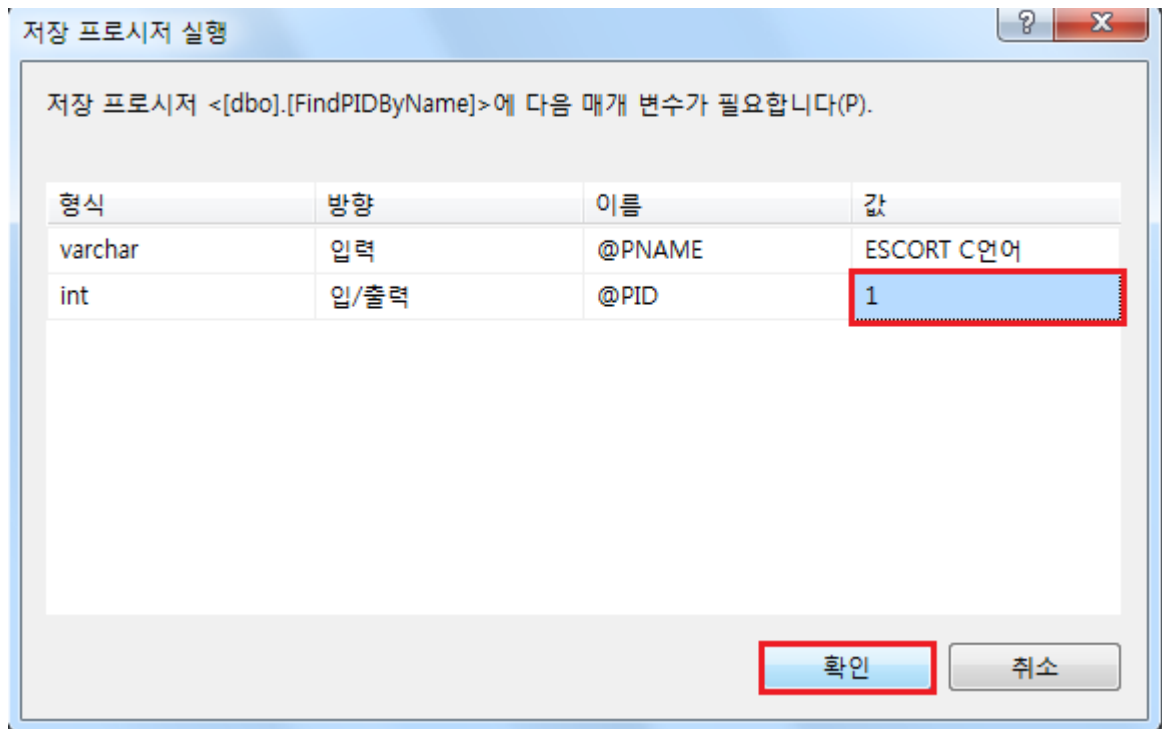 저장 프로시저 실행
저장 프로시저 <[dbo].[FindPIDByName]>에 다음 매개 변수가 필요합니다(P).
형식 방향 이름 값
varchar 입력 @PNAME ESCORT C언어
int 입/출력 @PID 1
확인 취소